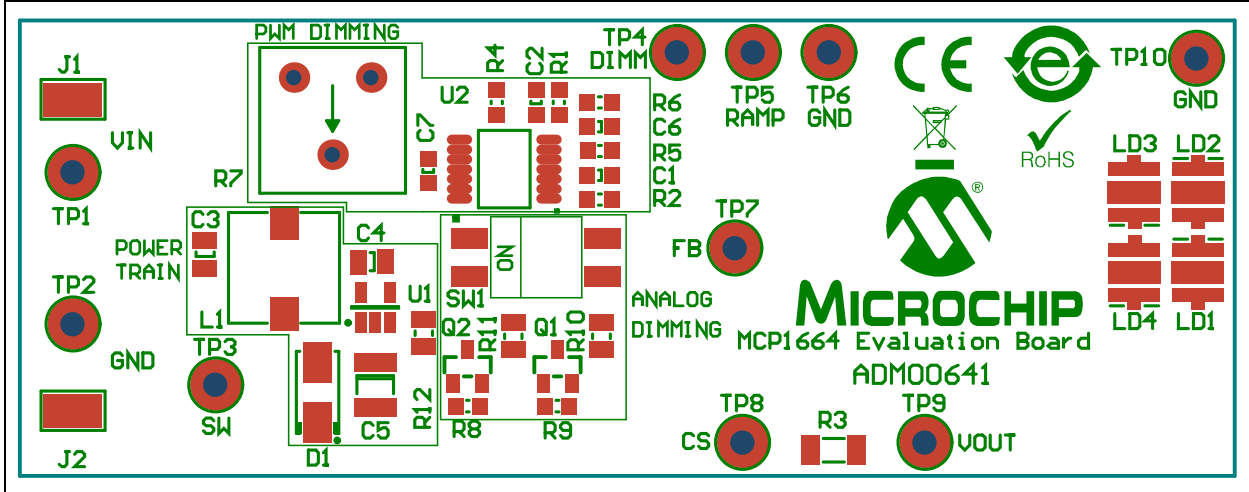 PWM DIMMING
J1
VIN
TP1
TP2
GND
J2
R7
C7
U2
R4
C2
R1
R6
C6
R5
C1
R2
TP4
DIMM
TP5
RAMP
TP6
GND
CE
e
RoHS
TP10
GND
LD3
LD2
LD4
LD1
POWER
TRAIN
C3
L1
C4
U1
TP3
SW
D1
C5
R12
SW1
ON
ANALOG
DIMMING
Q2
R11
Q1
R10
R8
R9
TP7
FB
®
MICROCHIP
MCP1664 Evaluation Board
ADM00641
TP8
CS
R3
TP9
VOUT